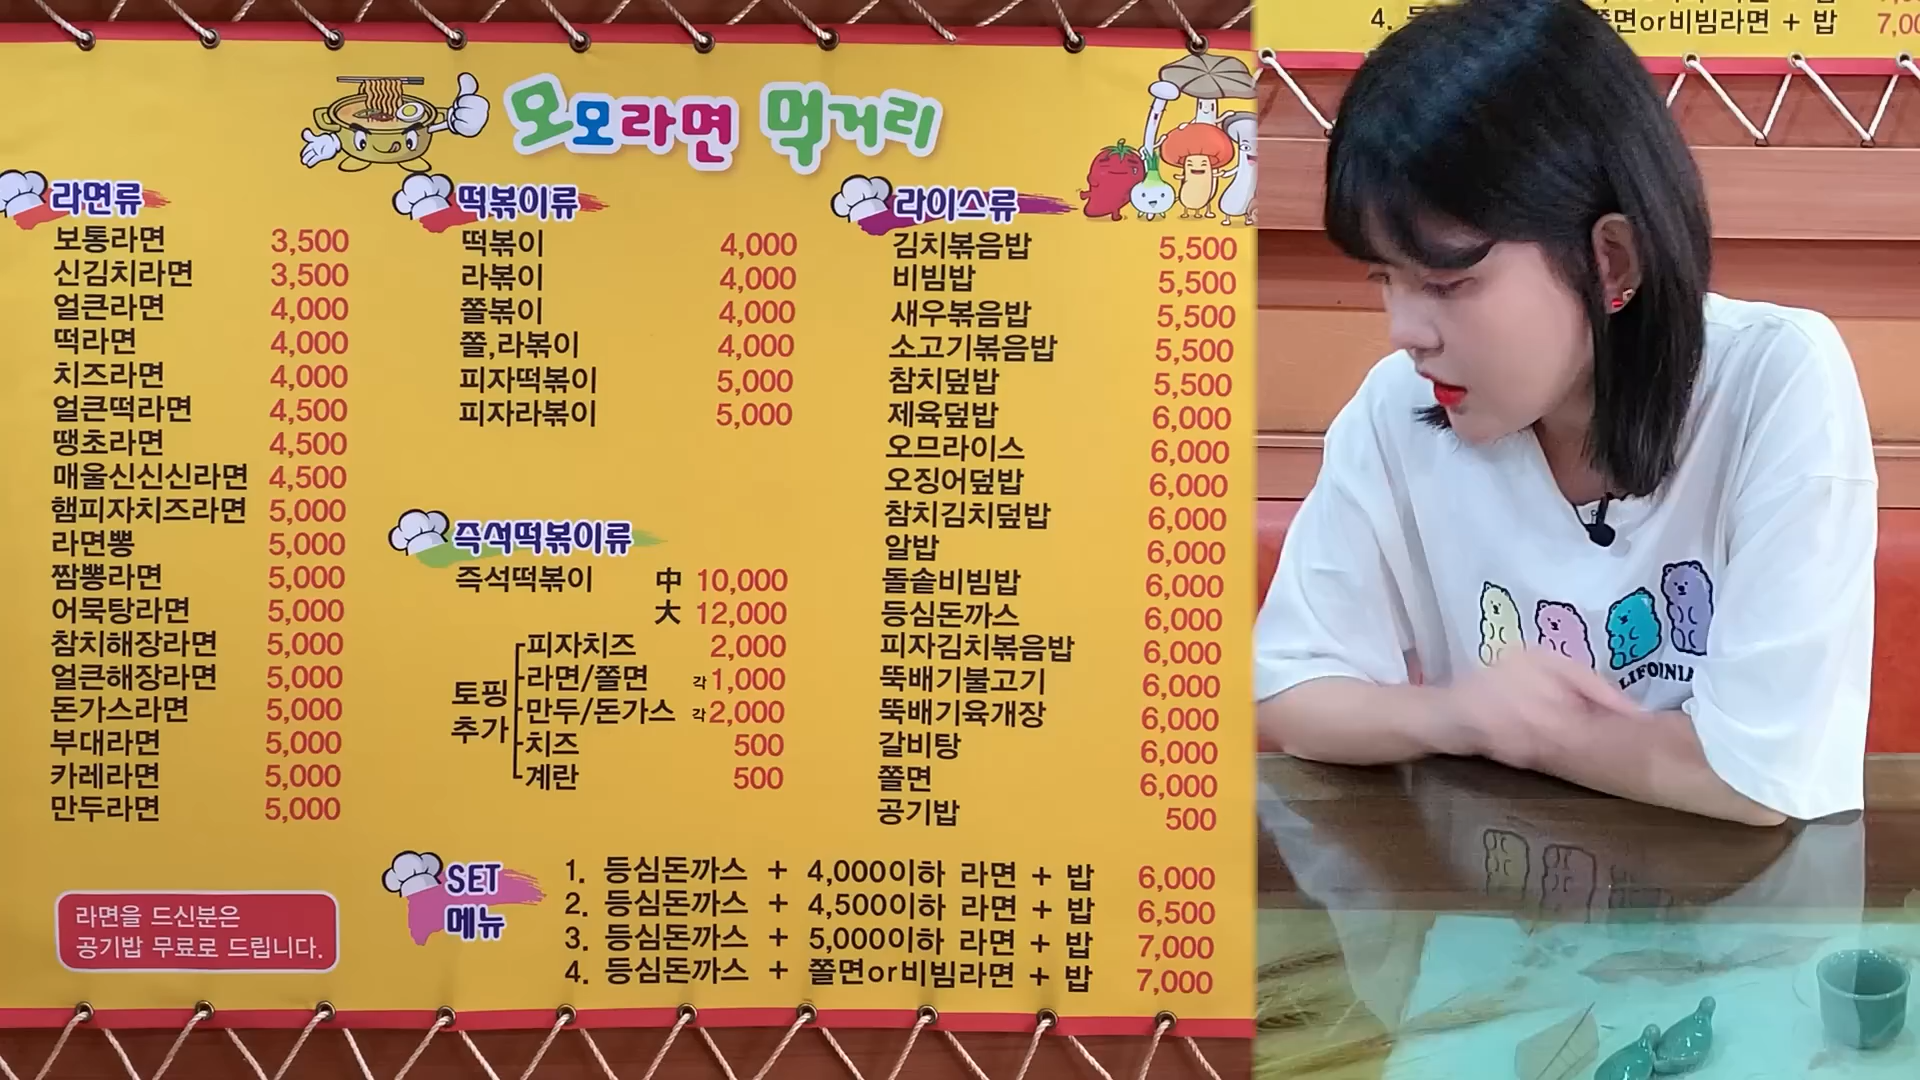 모모라면 먹거리
라면류
보통라면 3,500
신김치라면 3,500
얼큰라면 4,000
떡라면 4,000
치즈라면 4,000
얼큰떡라면 4,500
땡초라면 4,500
매울신신신라면 4,500
햄피자치즈라면 5,000
라면뽕 5,000
짬뽕라면 5,000
어묵탕라면 5,000
참치해장라면 5,000
얼큰해장라면 5,000
돈가스라면 5,000
부대라면 5,000
카레라면 5,000
만두라면 5,000
라면을 드신분은
공기밥 무료로 드립니다.
떡볶이류
떡볶이 4,000
라볶이 4,000
쫄볶이 4,000
쫄,라볶이 4,000
피자떡볶이 5,000
피자라볶이 5,000
즉석떡볶이류
즉석떡볶이 中 10,000
大 12,000
토핑
추가
피자치즈 2,000
라면/쫄면 각1,000
만두/돈가스 각2,000
치즈 500
계란 500
라이스류
김치볶음밥 5,500
비빔밥 5,500
새우볶음밥 5,500
소고기볶음밥 5,500
참치덮밥 5,500
제육덮밥 6,000
오므라이스 6,000
오징어덮밥 6,000
참치김치덮밥 6,000
알밥 6,000
돌솥비빔밥 6,000
등심돈까스 6,000
피자김치볶음밥 6,000
뚝배기불고기 6,000
뚝배기육개장 6,000
갈비탕 6,000
쫄면 6,000
공기밥 500
SET
메뉴
1. 등심돈까스 + 4,000이하 라면 + 밥 6,000
2. 등심돈까스 + 4,500이하 라면 + 밥 6,500
3. 등심돈까스 + 5,000이하 라면 + 밥 7,000
4. 등심돈까스 + 쫄면or비빔라면 + 밥 7,000
4. 쫄면or비빔라면 + 밥